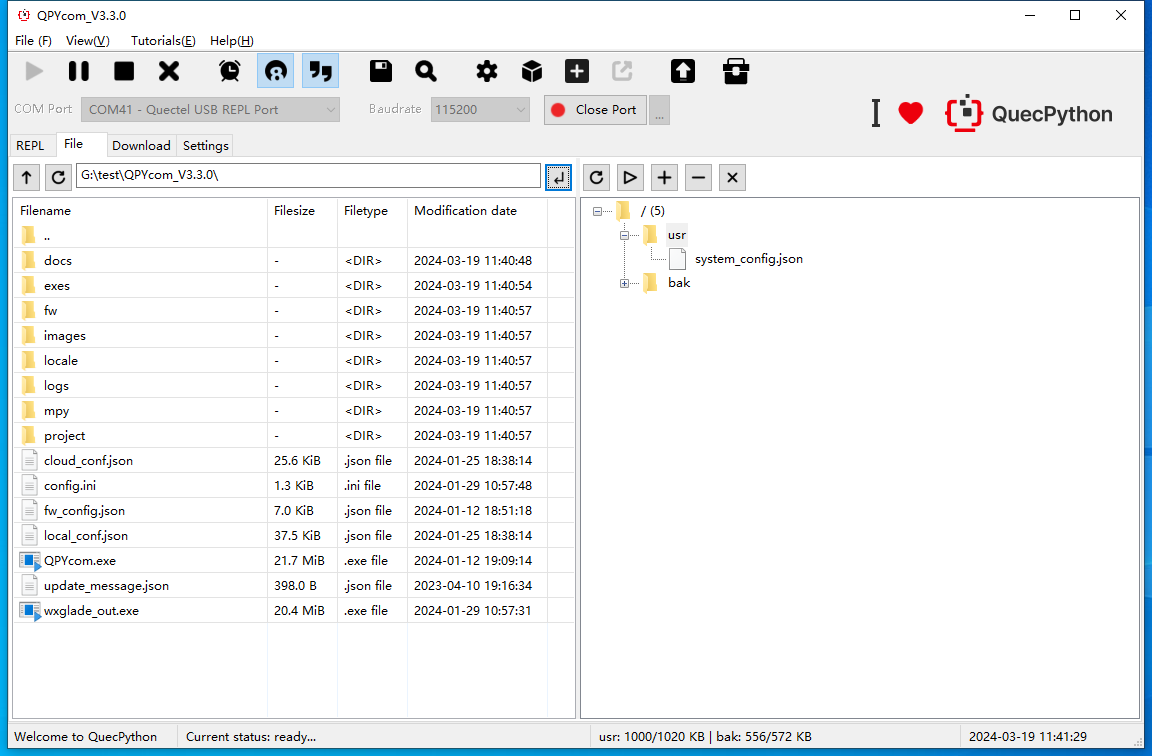 QPYcom_V3.3.0
File (F) View(V) Tutorials(E) Help(H)
COM Port COM41 - Quectel USB REPL Port Baudrate 115200 Close Port ... I QuecPython
REPL File Download Settings
G:\test\QPYcom_V3.3.0\
Filename Filesize Filetype Modification date
..
docs - <DIR> 2024-03-19 11:40:48
exes - <DIR> 2024-03-19 11:40:54
fw - <DIR> 2024-03-19 11:40:57
images - <DIR> 2024-03-19 11:40:57
locale - <DIR> 2024-03-19 11:40:57
logs - <DIR> 2024-03-19 11:40:57
mpy - <DIR> 2024-03-19 11:40:57
project - <DIR> 2024-03-19 11:40:57
cloud_conf.json 25.6 KiB .json file 2024-01-25 18:38:14
config.ini 1.3 KiB .ini file 2024-01-29 10:57:48
fw_config.json 7.0 KiB .json file 2024-01-12 18:51:18
local_conf.json 37.5 KiB .json file 2024-01-25 18:38:14
QPYcom.exe 21.7 MiB .exe file 2024-01-12 19:09:14
update_message.json 398.0 B .json file 2023-04-10 19:16:34
wxglade_out.exe 20.4 MiB .exe file 2024-01-29 10:57:31
/ (5)
usr
system_config.json
bak
Welcome to QuecPython Current status: ready... usr: 1000/1020 KB | bak: 556/572 KB 2024-03-19 11:41:29